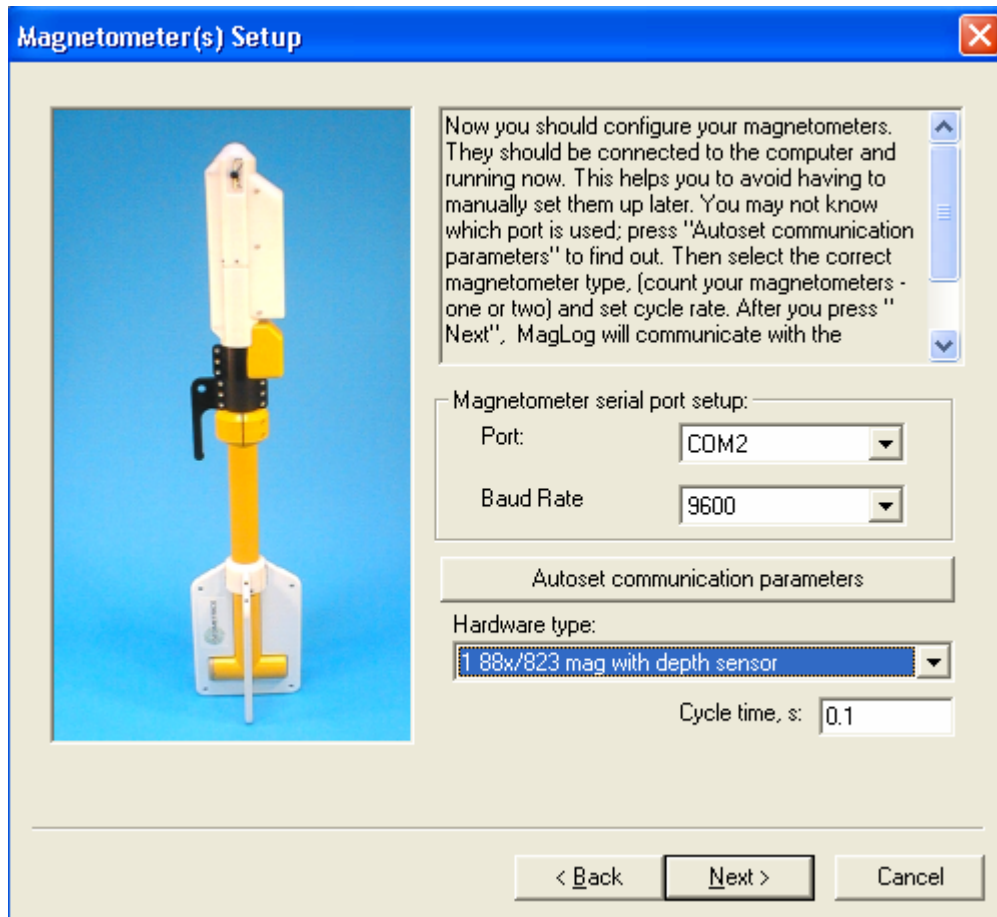 Magnetometer(s) Setup
Now you should configure your magnetometers.
They should be connected to the computer and
running now. This helps you to avoid having to
manually set them up later. You may not know
which port is used; press "Autoset communication
parameters" to find out. Then select the correct
magnetometer type, (count your magnetometers -
one or two) and set cycle rate. After you press "
Next", MagLog will communicate with the
Magnetometer serial port setup:
Port:
COM2
Baud Rate
9600
Autoset communication parameters
Hardware type:
1 88x/823 mag with depth sensor
Cycle time, s:
0.1
< Back
Next >
Cancel